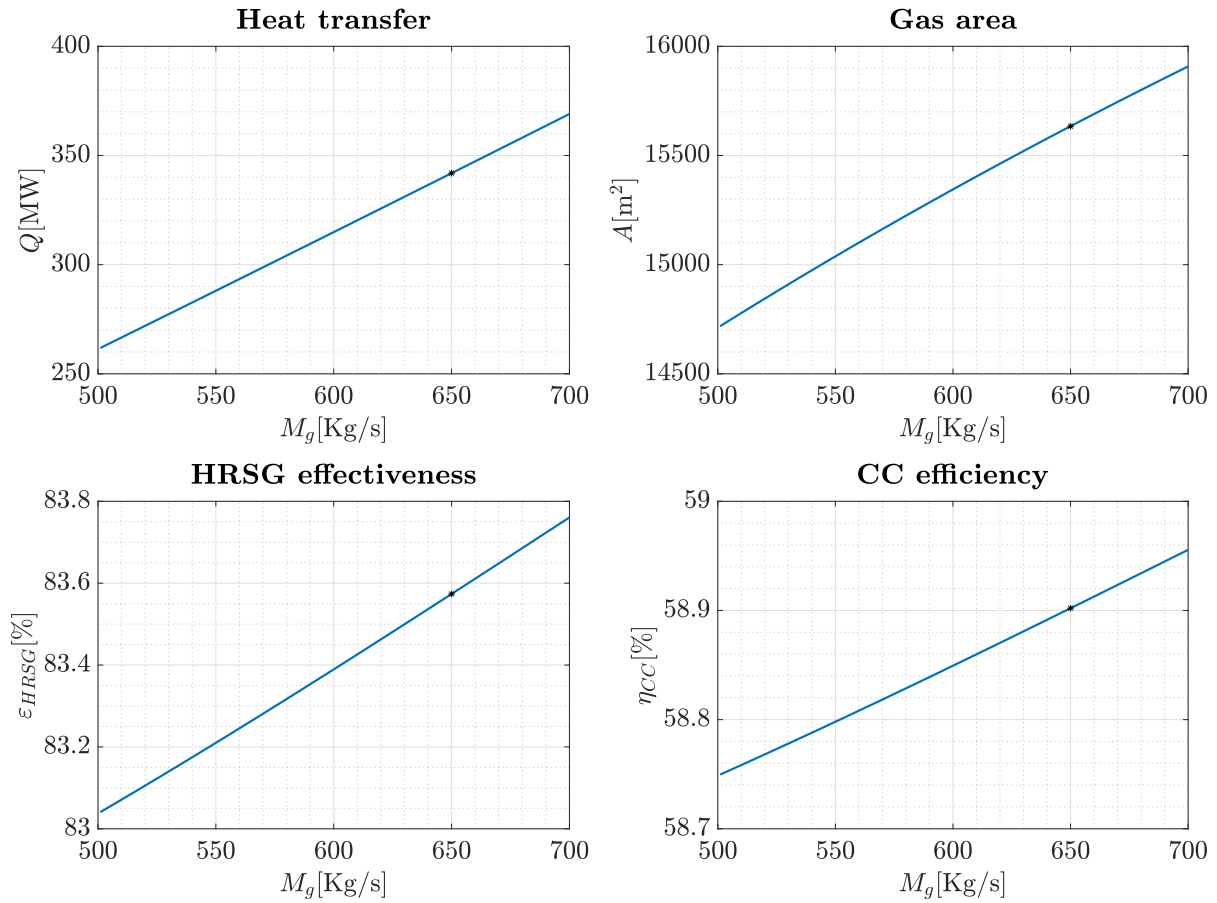 Heat transfer
400
350
300
250
Q[MW]
500 550 600 650 700
M_g[Kg/s]
Gas area
16000
15500
15000
14500
A[m²]
500 550 600 650 700
M_g[Kg/s]
HRSG effectiveness
83.8
83.6
83.4
83.2
83
ε_HRSG[%]
500 550 600 650 700
M_g[Kg/s]
CC efficiency
59
58.9
58.8
58.7
η_CC[%]
500 550 600 650 700
M_g[Kg/s]